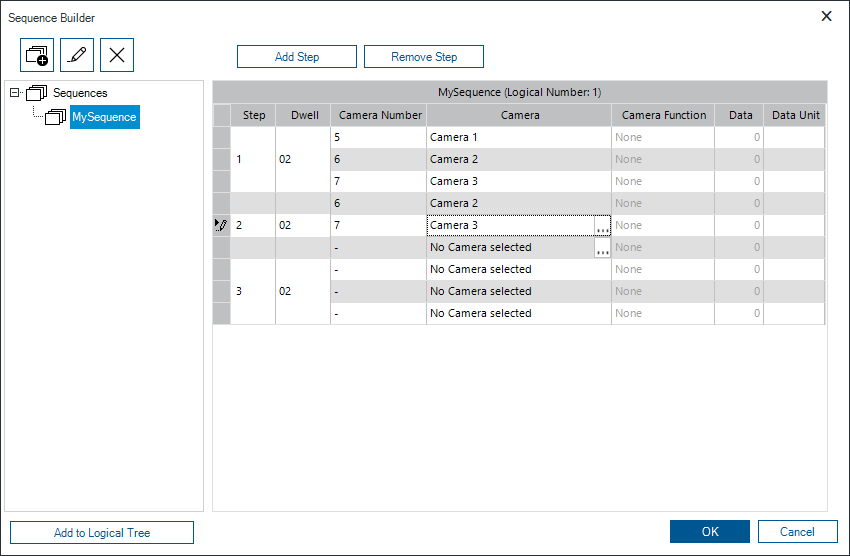 Sequence Builder
Add Step Remove Step
Sequences
MySequence
MySequence (Logical Number: 1)
Step Dwell Camera Number Camera Camera Function Data Data Unit
5 Camera 1 None 0
1 02 6 Camera 2 None 0
7 Camera 3 None 0
6 Camera 2 None 0
2 02 7 Camera 3 ... None 0
- No Camera selected ... None 0
- No Camera selected None 0
3 02 - No Camera selected None 0
- No Camera selected None 0
Add to Logical Tree
OK Cancel